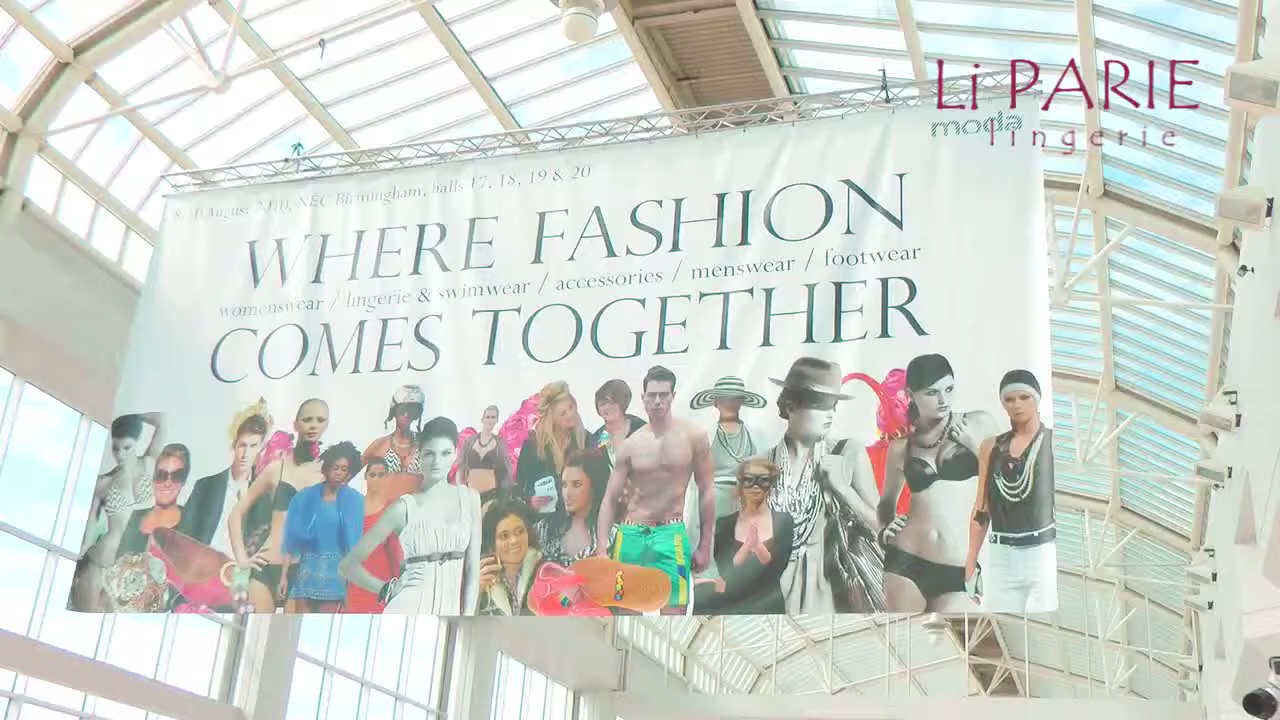 Li PARIE
lingerie
moda
August 2010, NEC Birmingham, halls 17, 18, 19 & 20
WHERE FASHION
womenswear / lingerie & swimwear / accessories / menswear / footwear
COMES TOGETHER